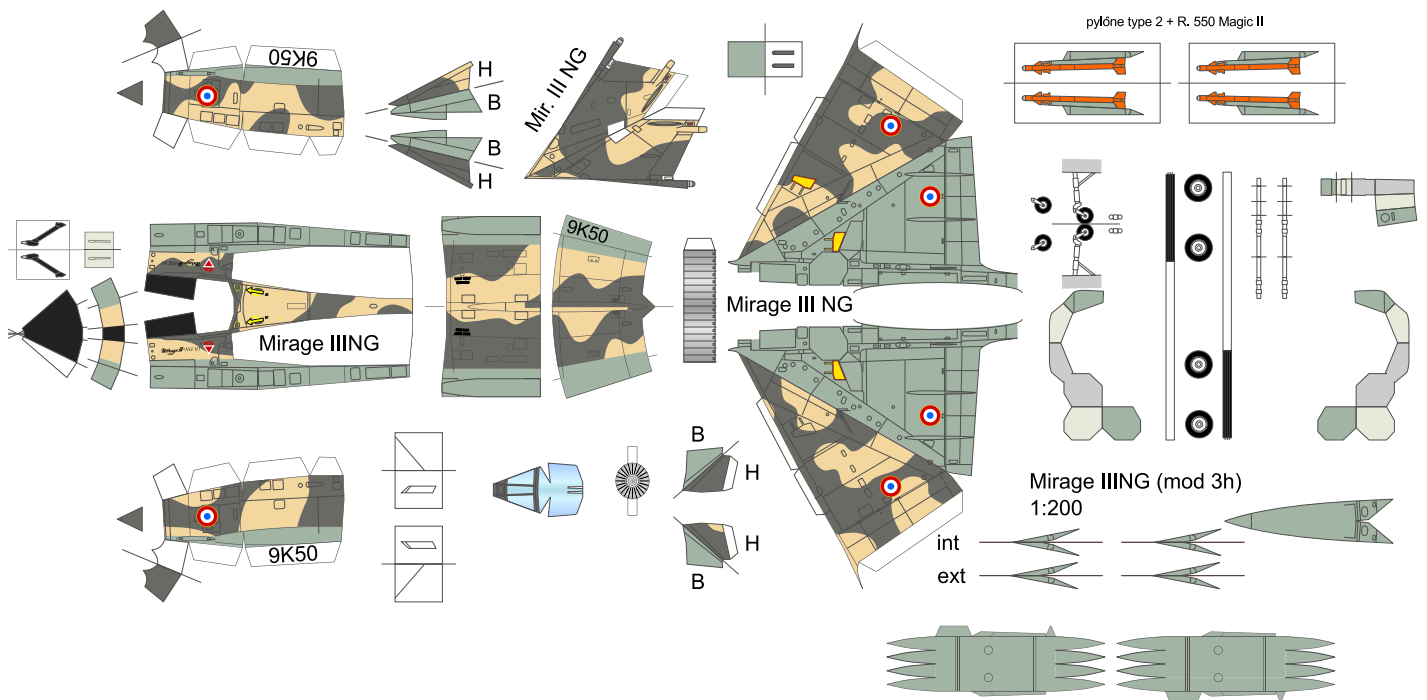 pylône type 2 + R. 550 Magic II
9K50
H
B
B
H
Mir. III NG
9K50
Mirage IIING
Mirage III NG
B
H
H
B
9K50
Mirage IIING (mod 3h)
1:200
int
ext